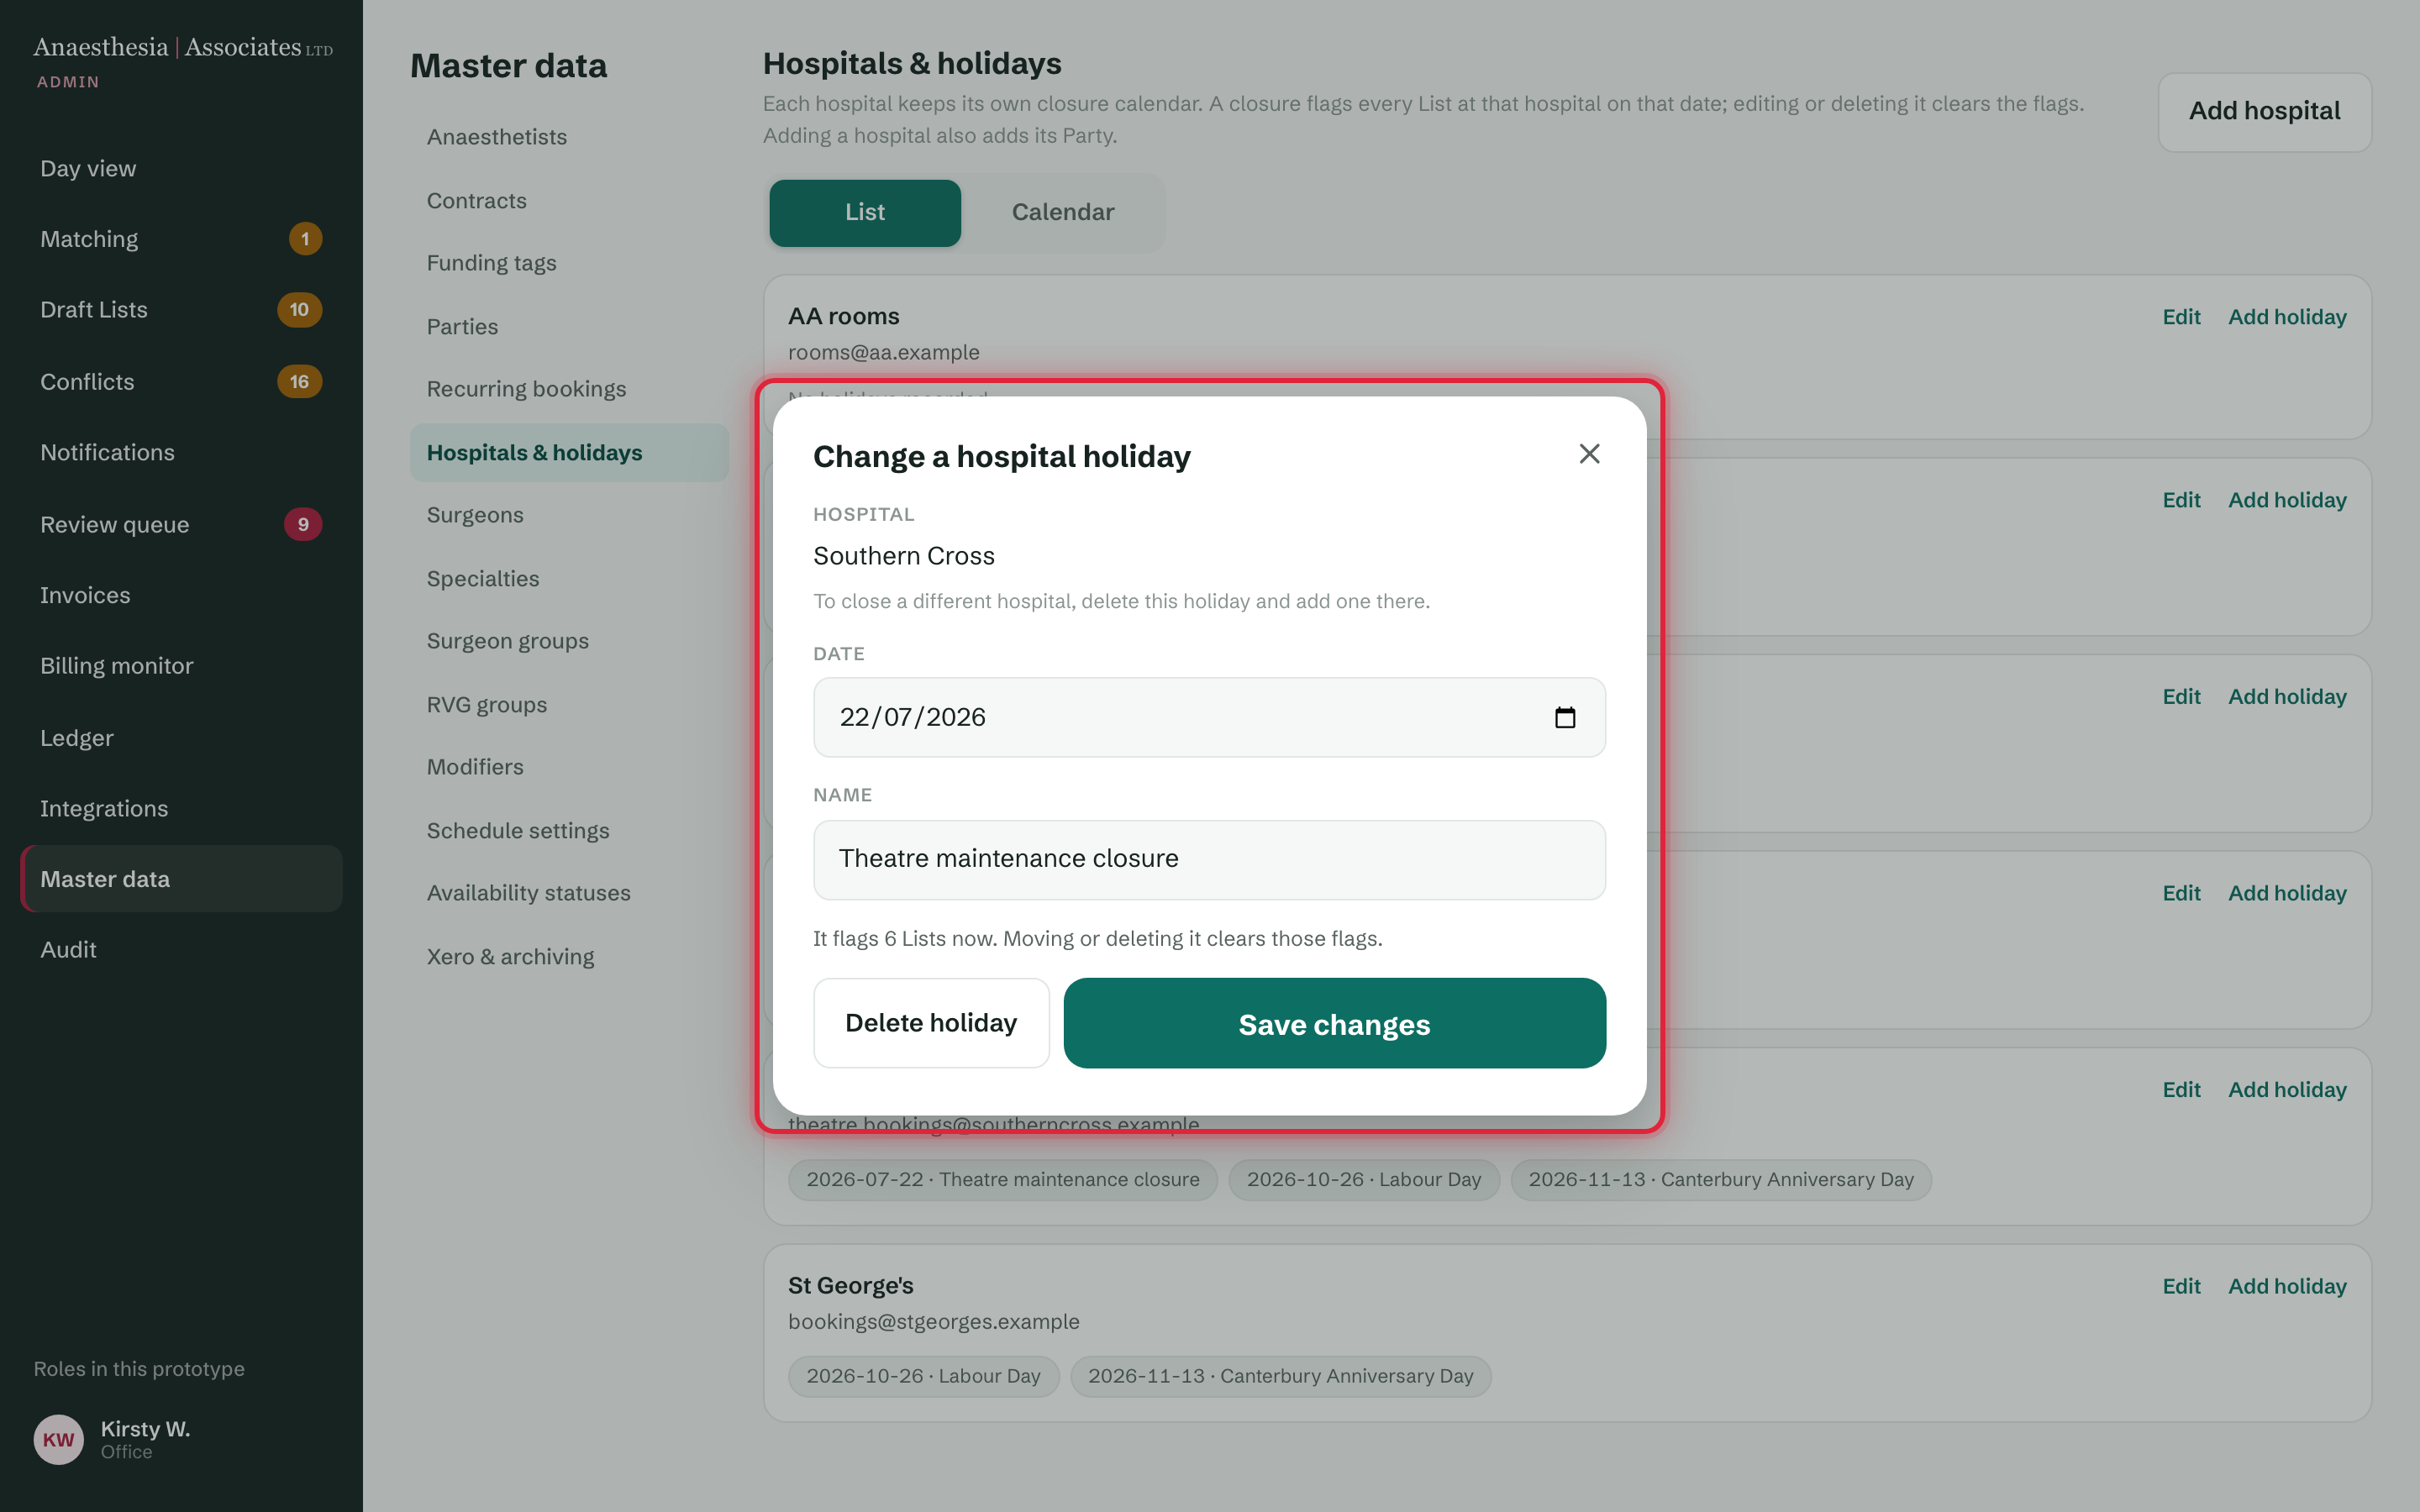 Anaesthesia | Associates LTD
ADMIN
Day view
Matching 1
Draft Lists 10
Conflicts 16
Notifications
Review queue 9
Invoices
Billing monitor
Ledger
Integrations
Master data
Audit
Roles in this prototype
KW
Kirsty W.
Office
Master data
Anaesthetists
Contracts
Funding tags
Parties
Recurring bookings
Hospitals & holidays
Surgeons
Specialties
Surgeon groups
RVG groups
Modifiers
Schedule settings
Availability statuses
Xero & archiving
Hospitals & holidays
Each hospital keeps its own closure calendar. A closure flags every List at that hospital on that date; editing or deleting it clears the flags.
Adding a hospital also adds its Party.
Add hospital
List Calendar
AA rooms
Edit Add holiday
rooms@aa.example
No holidays recorded
Edit Add holiday
Edit Add holiday
Edit Add holiday
Change a hospital holiday
HOSPITAL
Southern Cross
To close a different hospital, delete this holiday and add one there.
DATE
22/07/2026
NAME
Theatre maintenance closure
It flags 6 Lists now. Moving or deleting it clears those flags.
Delete holiday Save changes
Edit Add holiday
theatre.bookings@southerncross.example
2026-07-22 · Theatre maintenance closure 2026-10-26 · Labour Day 2026-11-13 · Canterbury Anniversary Day
St George's
Edit Add holiday
bookings@stgeorges.example
2026-10-26 · Labour Day 2026-11-13 · Canterbury Anniversary Day